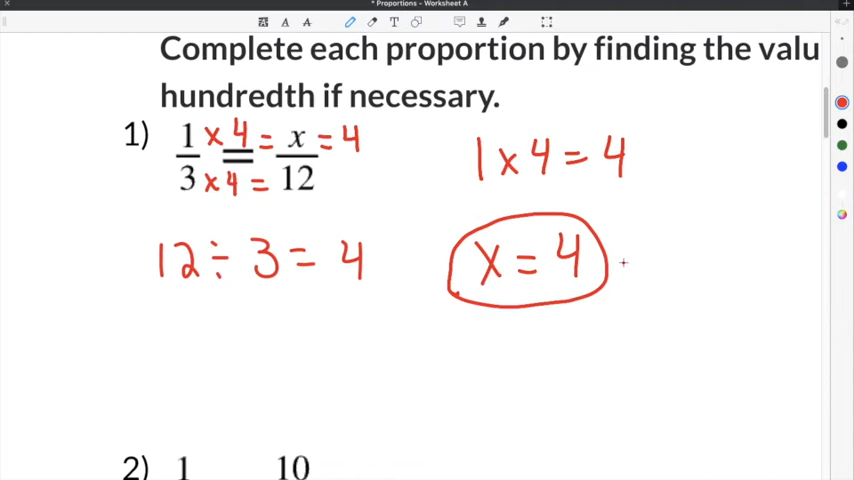 * Proportions - Worksheet A
Complete each proportion by finding the valu
hundredth if necessary.
1) 1 x 4 = x = 4
= 
3 x 4 = 12
1 x 4 = 4
12 ÷ 3 = 4
x = 4
2) 1 10